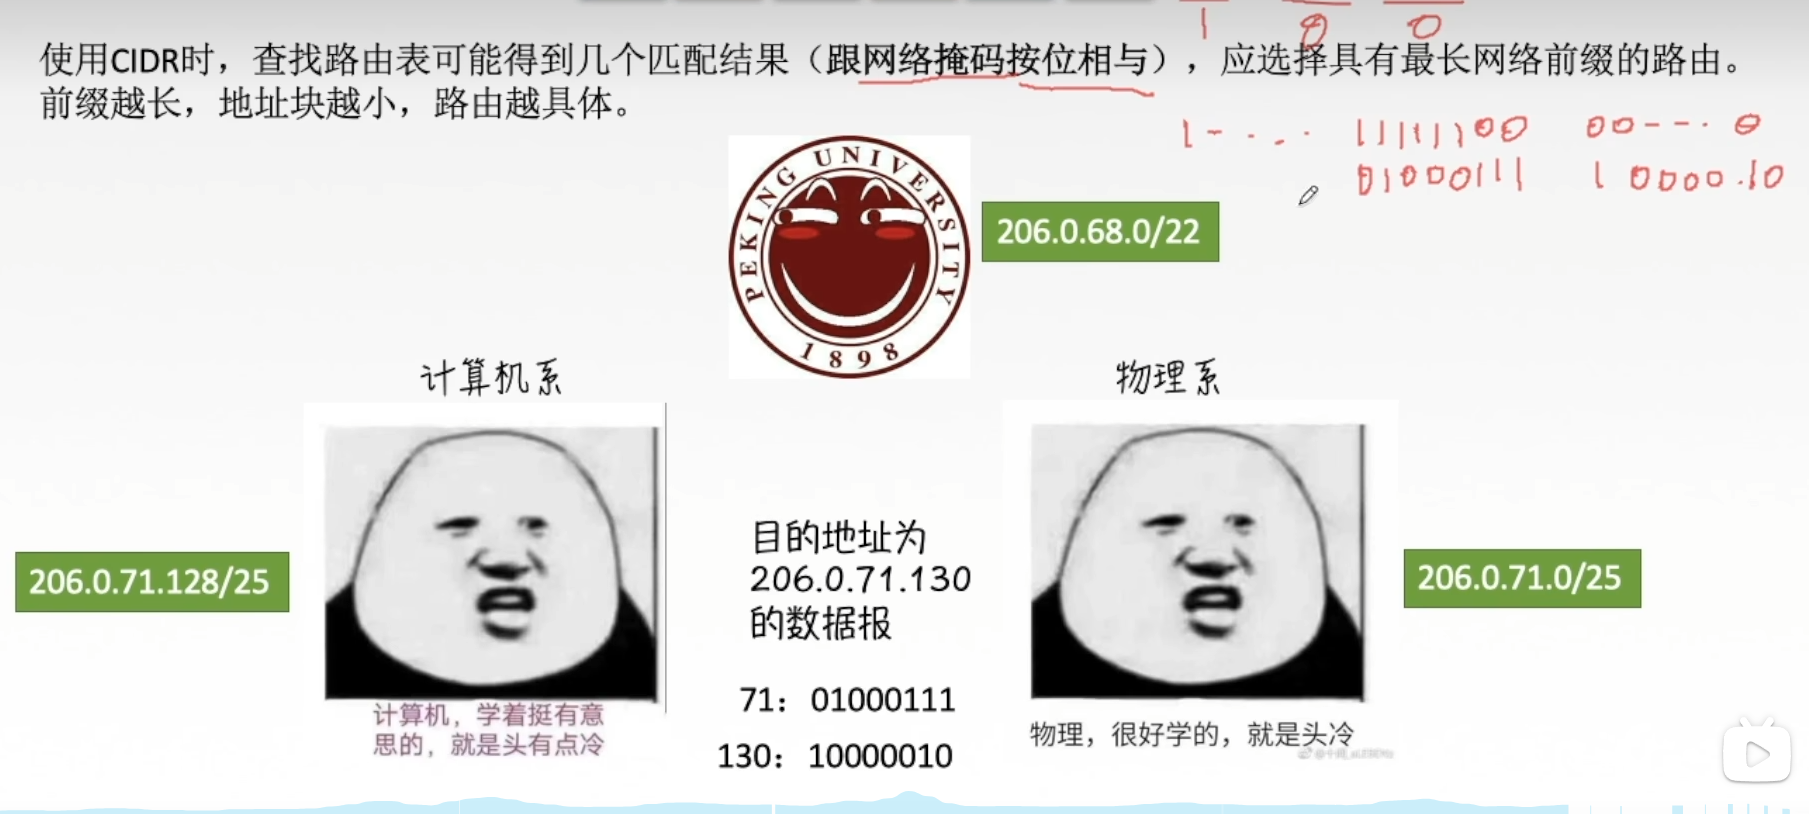 1 0 0
使用CIDR时，查找路由表可能得到几个匹配结果（跟网络掩码按位相与），应选择具有最长网络前缀的路由。
前缀越长，地址块越小，路由越具体。
1 - . . . 11111100 00 - - . 0
01000111 10000.10
PEKING UNIVERSITY
1898
206.0.68.0/22
计算机系
物理系
206.0.71.128/25
目的地址为
206.0.71.130
的数据报
206.0.71.0/25
71：01000111
130：10000010
计算机，学着挺有意
思的，就是头有点冷
物理，很好学的，就是头冷